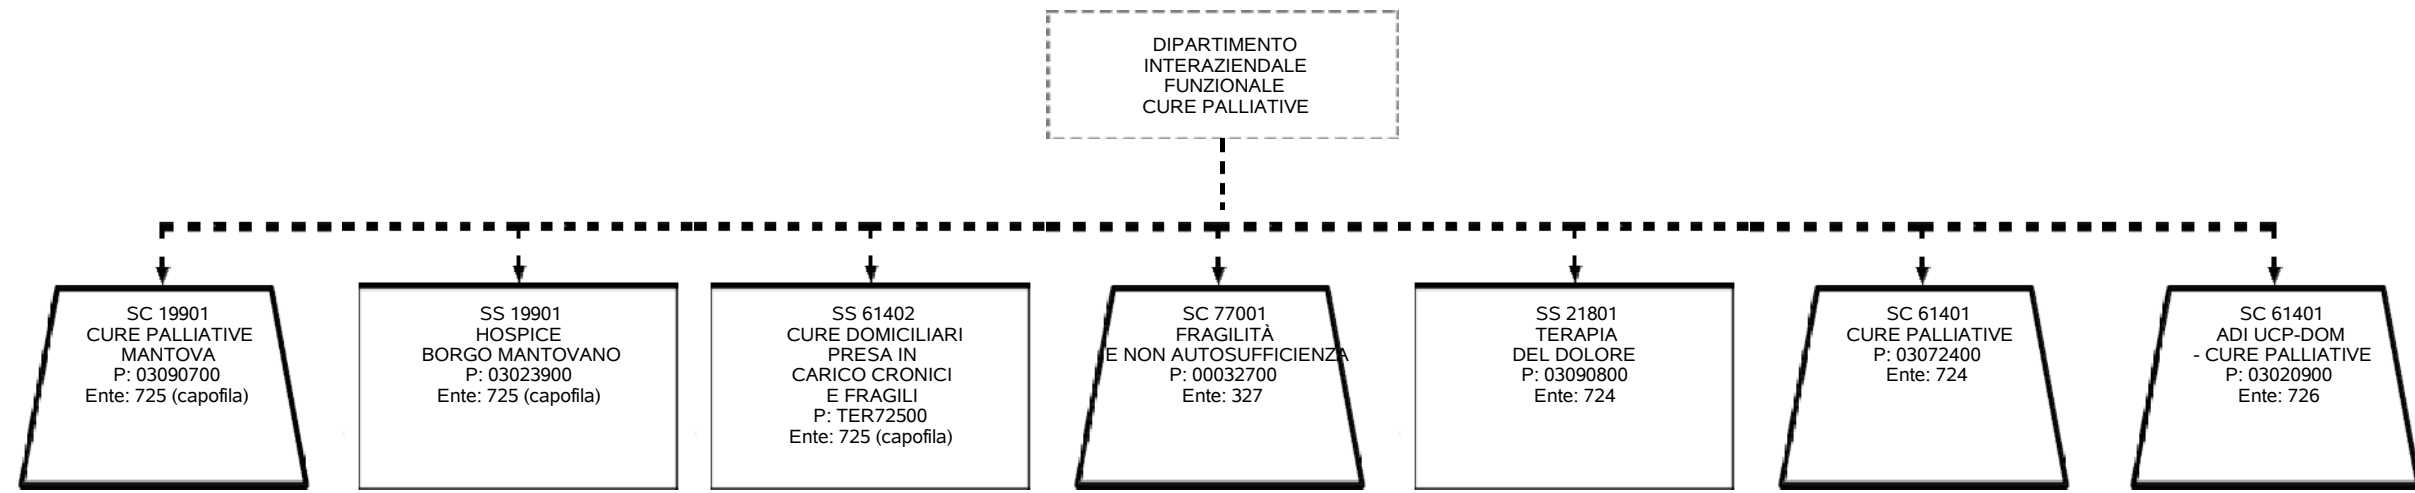 DIPARTIMENTO
INTERAZIENDALE
FUNZIONALE
CURE PALLIATIVE
SC 19901
CURE PALLIATIVE
MANTOVA
P: 03090700
Ente: 725 (capofila)
SS 19901
HOSPICE
BORGO MANTOVANO
P: 03023900
Ente: 725 (capofila)
SS 61402
CURE DOMICILIARI
PRESA IN
CARICO CRONICI
E FRAGILI
P: TER72500
Ente: 725 (capofila)
SC 77001
FRAGILITÀ
E NON AUTOSUFFICIENZA
P: 00032700
Ente: 327
SS 21801
TERAPIA
DEL DOLORE
P: 03090800
Ente: 724
SC 61401
CURE PALLIATIVE
P: 03072400
Ente: 724
SC 61401
ADI UCP-DOM
- CURE PALLIATIVE
P: 03020900
Ente: 726